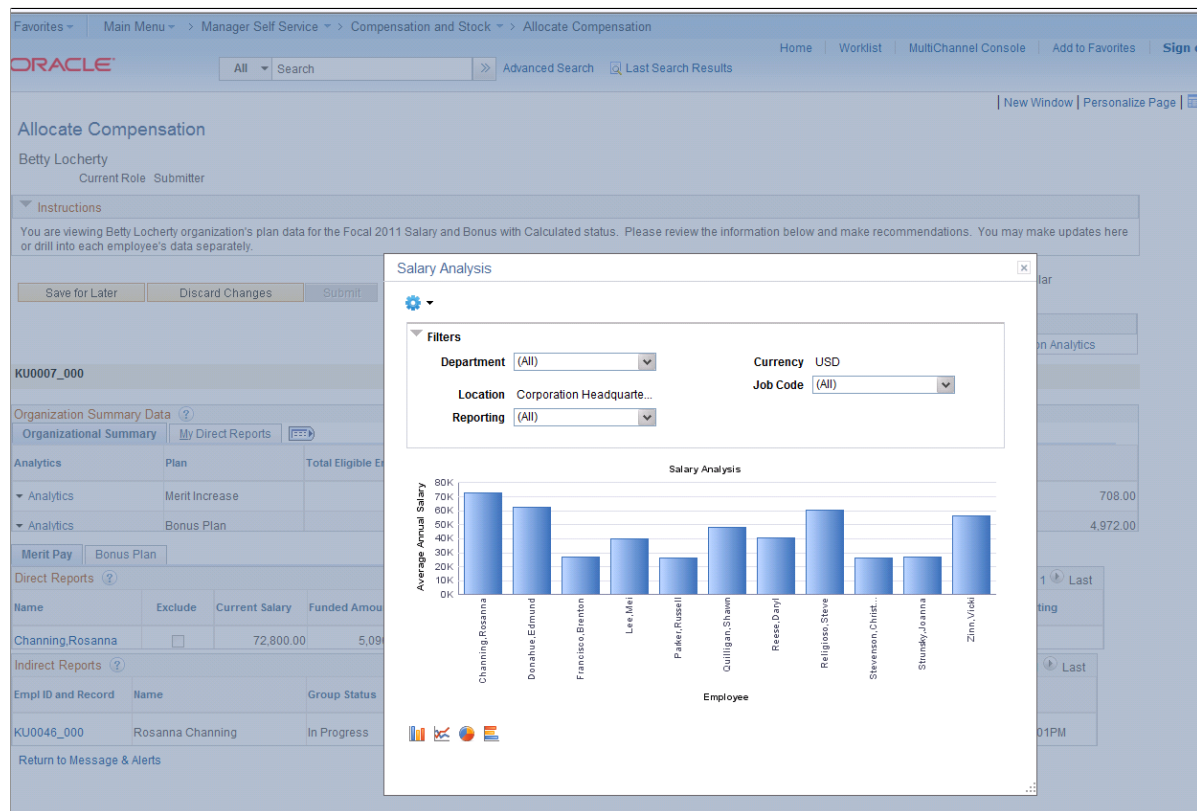 Favorites Main Menu > Manager Self Service > Compensation and Stock > Allocate Compensation
Home Worklist MultiChannel Console Add to Favorites Sign
ORACLE
All Search Advanced Search Last Search Results
New Window Personalize Page
Allocate Compensation
Betty Locherty
Current Role Submitter
Instructions
You are viewing Betty Locherty organization's plan data for the Focal 2011 Salary and Bonus with Calculated status. Please review the information below and make recommendations. You may make updates here
or drill into each employee's data separately.
Save for Later Discard Changes Submit
lar
on Analytics
KU0007_000
Organization Summary Data
Organizational Summary My Direct Reports
Analytics Plan Total Eligible
Analytics Merit Increase 708.00
Analytics Bonus Plan 4,972.00
Merit Pay Bonus Plan
Direct Reports 1 Last
Name Exclude Current Salary Funded Amou ting
Channing,Rosanna 72,800.00 5,09
Indirect Reports Last
Empl ID and Record Name Group Status
KU0046_000 Rosanna Channing In Progress 01PM
Return to Message & Alerts
Salary Analysis
Filters
Department (All) Currency USD
Job Code (All)
Location Corporation Headquarte...
Reporting (All)
Salary Analysis
Average Annual Salary
80K
70K
60K
50K
40K
30K
20K
10K
0K
Channing,Rosanna
Donahue,Edmund
Francisco,Brenton
Lee,Mei
Parker,Russell
Quilligan,Shawn
Reese,Daryl
Religioso,Steve
Stevenson,Christ...
Strunsky,Joanna
Zinn,Vicki
Employee